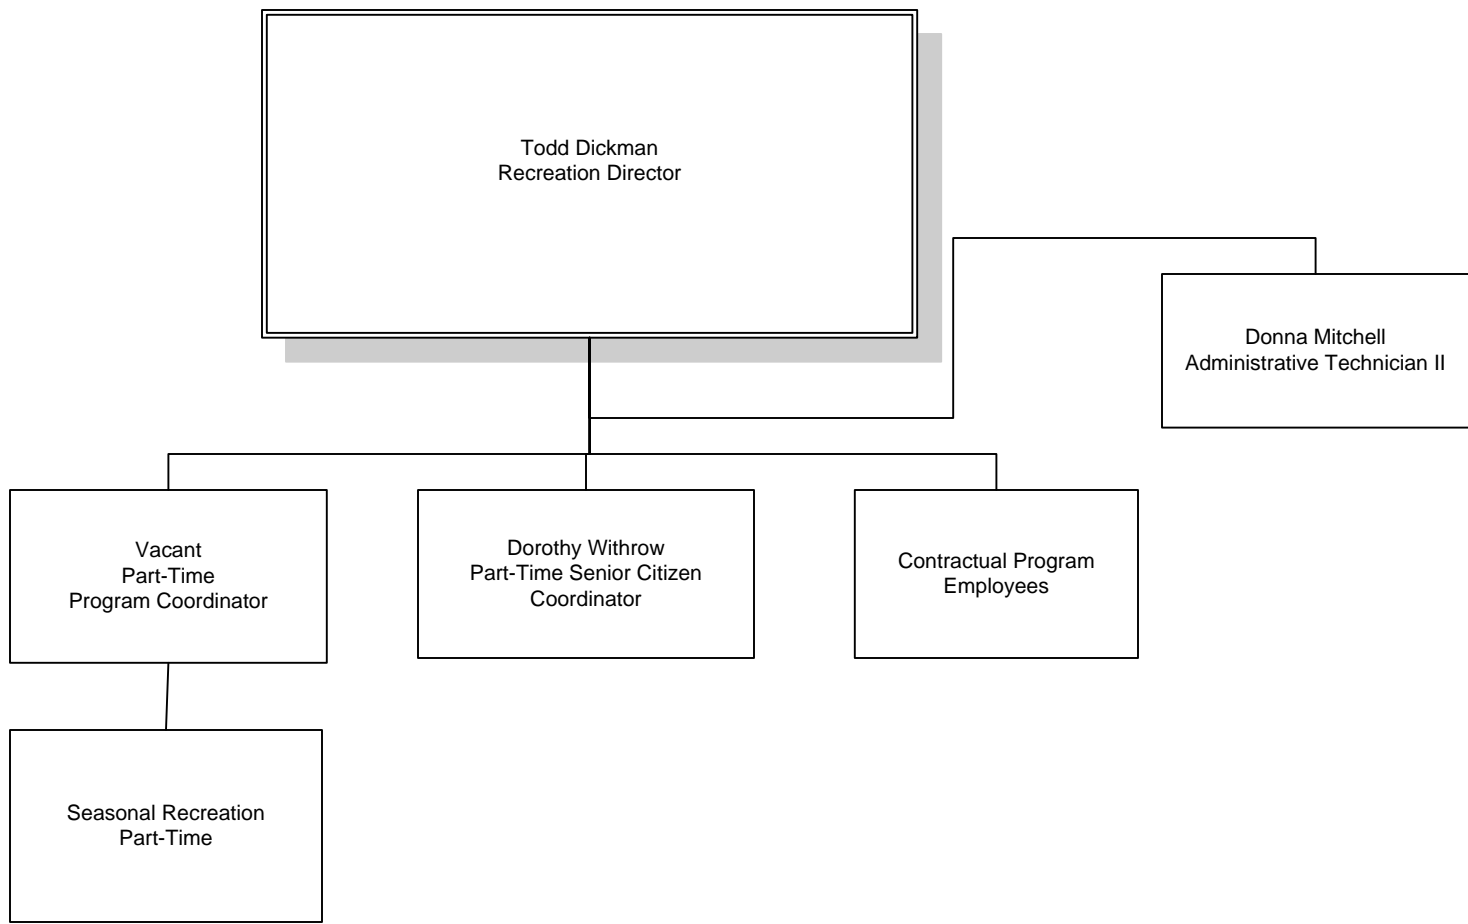 Todd Dickman
Recreation Director
Donna Mitchell
Administrative Technician II
Vacant
Part-Time
Program Coordinator
Dorothy Withrow
Part-Time Senior Citizen
Coordinator
Contractual Program
Employees
Seasonal Recreation
Part-Time